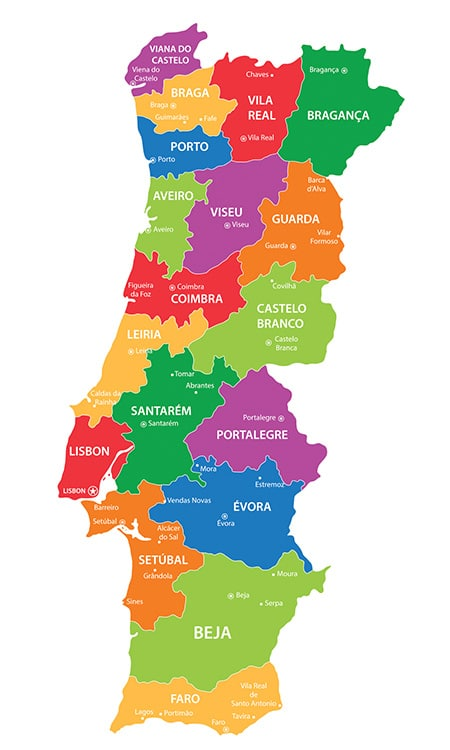 VIANA DO
CASTELO
Viena do
Castelo
Chaves
Bragança
BRAGA
Braga
Guimarães
Fafe
VILA
REAL
Vila Real
BRAGANÇA
PORTO
Porto
AVEIRO
Aveiro
VISEU
Viseu
Barca
d'Alva
GUARDA
Vilar
Formoso
Guarda
Figueira
da Foz
Coimbra
COIMBRA
Covilhã
CASTELO
BRANCO
Castelo
Branca
LEIRIA
Leiria
Tomar
Abrantes
Caldas da
Rainha
SANTARÉM
Santarém
Portalegre
PORTALEGRE
LISBON
LISBON
Mora
Estremoz
Barreiro
Setúbal
Vendas Novas
ÉVORA
Évora
Alcácer
do Sal
SETÚBAL
Grândola
Moura
Sines
Beja
Serpa
BEJA
FARO
Vila Real
de
Santo Antonio
Lagos
Portimão
Tavira
Faro